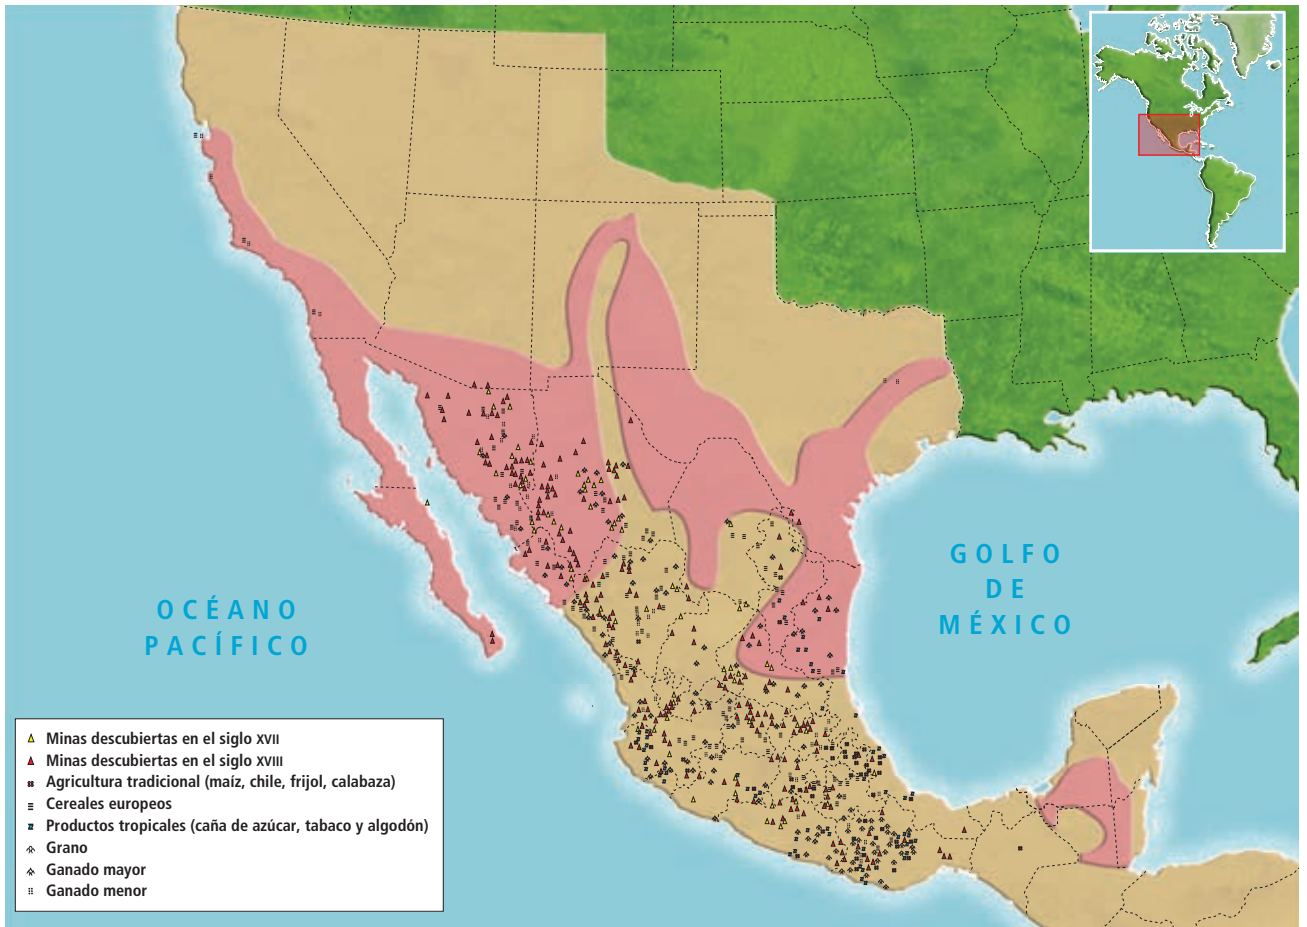 GOLFO
DE
MÉXICO
OCÉANO
PACÍFICO
Minas descubiertas en el siglo XVII
Minas descubiertas en el siglo XVIII
Agricultura tradicional (maíz, chile, frijol, calabaza)
Cereales europeos
Productos tropicales (caña de azúcar, tabaco y algodón)
Grano
Ganado mayor
Ganado menor